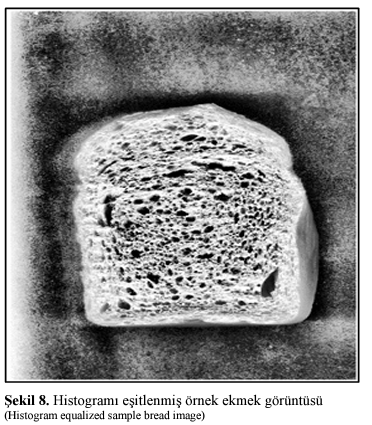 Şekil 8. Histogramı eşitlenmiş örnek ekmek görüntüsü
(Histogram equalized sample bread image)